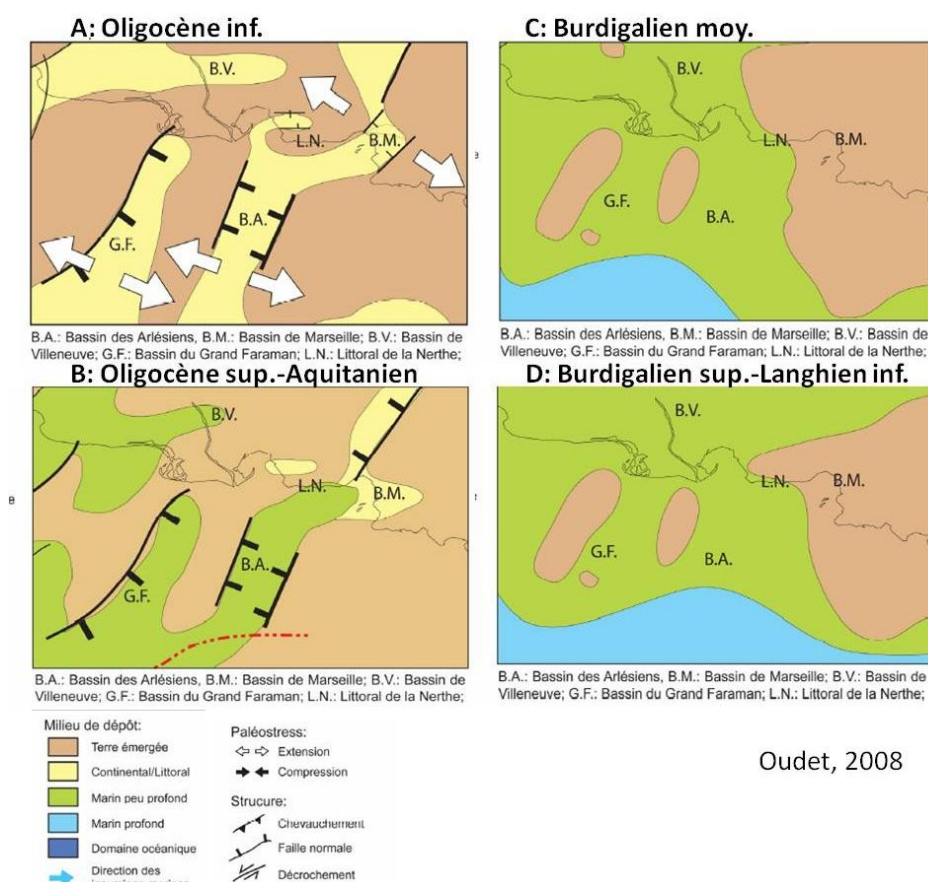 A: Oligocène inf.
B.V.
L.N.
B.M.
B.A.
G.F.
B.A.: Bassin des Arlésiens, B.M.: Bassin de Marseille; B.V.: Bassin de
Villeneuve; G.F.: Bassin du Grand Faraman; L.N.: Littoral de la Nerthe;
C: Burdigalien moy.
B.V.
L.N.
B.M.
G.F.
B.A.
B.A.: Bassin des Arlésiens, B.M.: Bassin de Marseille; B.V.: Bassin de
Villeneuve; G.F.: Bassin du Grand Faraman; L.N.: Littoral de la Nerthe;
B: Oligocène sup.-Aquitanien
B.V.
L.N.
B.M.
B.A.
G.F.
B.A.: Bassin des Arlésiens, B.M.: Bassin de Marseille; B.V.: Bassin de
Villeneuve; G.F.: Bassin du Grand Faraman; L.N.: Littoral de la Nerthe;
D: Burdigalien sup.-Langhien inf.
B.V.
L.N.
B.M.
G.F.
B.A.
B.A.: Bassin des Arlésiens, B.M.: Bassin de Marseille; B.V.: Bassin de
Villeneuve; G.F.: Bassin du Grand Faraman; L.N.: Littoral de la Nerthe;
Milieu de dépôt:
Terre émergée
Continental/Littoral
Marin peu profond
Marin profond
Domaine océanique
Direction des
Paléostress:
Extension
Compression
Strucure:
Chevauchement
Faille normale
Décrochement
Oudet, 2008